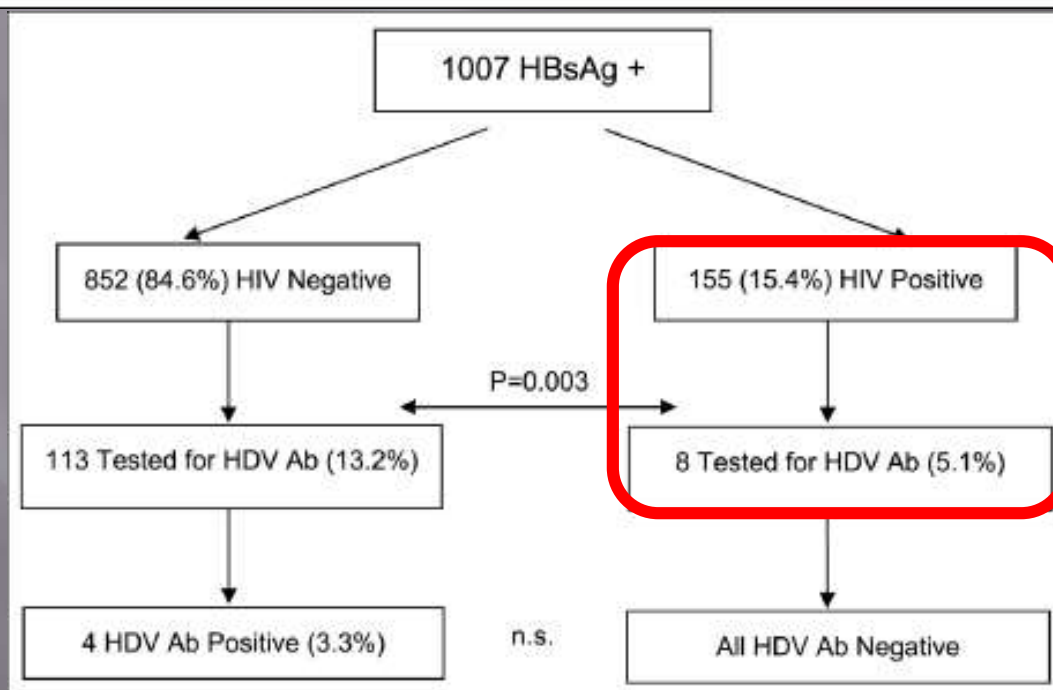 1007 HBsAg +
852 (84.6%) HIV Negative
155 (15.4%) HIV Positive
P=0.003
113 Tested for HDV Ab (13.2%)
8 Tested for HDV Ab (5.1%)
4 HDV Ab Positive (3.3%)
n.s.
All HDV Ab Negative